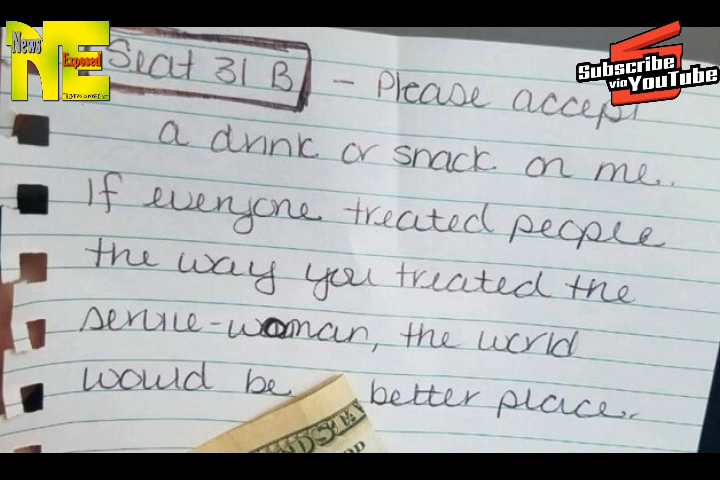 News
NE
Exposed
Subscribe
via YouTube
Seat 31 B - Please accept
a drink or snack on me.
If everyone treated people
the way you treated the
service-woman, the world
would be better place..